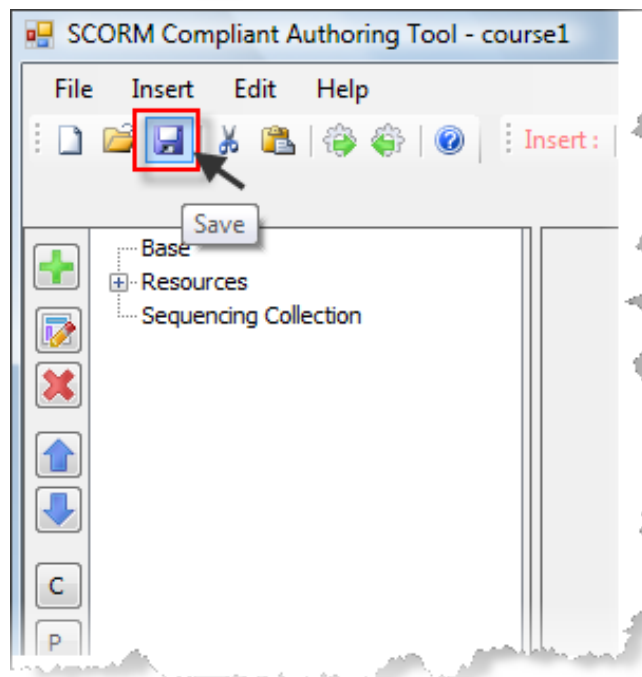 SCORM Compliant Authoring Tool - course1
File Insert Edit Help
Insert :
Save
Base
Resources
Sequencing Collection
C
P